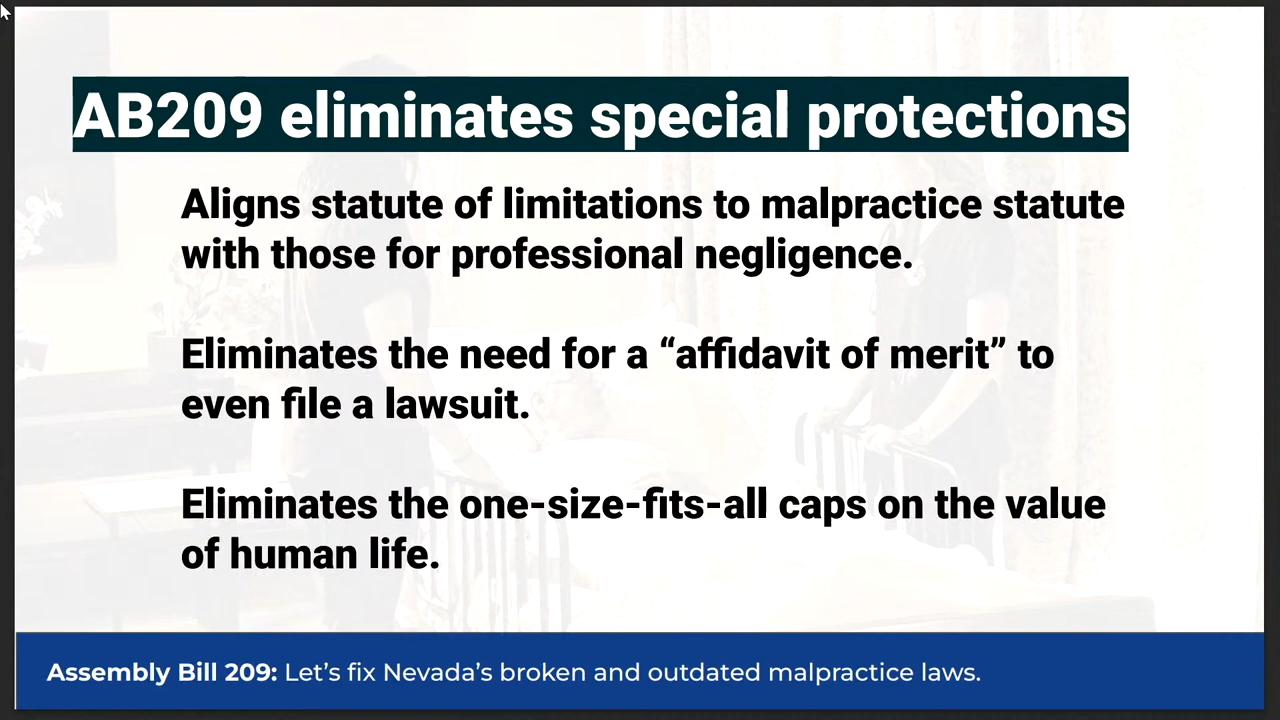 AB209 eliminates special protections
Aligns statute of limitations to malpractice statute
with those for professional negligence.
Eliminates the need for a “affidavit of merit” to
even file a lawsuit.
Eliminates the one-size-fits-all caps on the value
of human life.
Assembly Bill 209: Let’s fix Nevada’s broken and outdated malpractice laws.